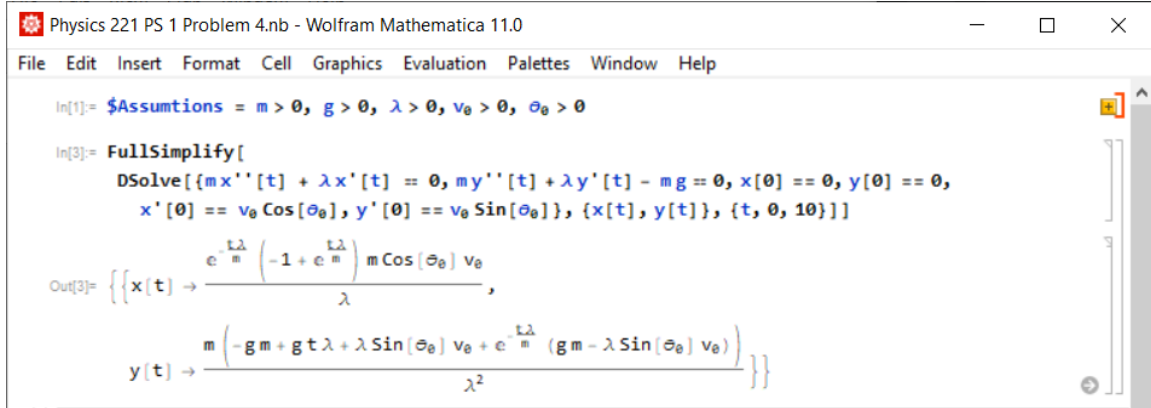 Physics 221 PS 1 Problem 4.nb - Wolfram Mathematica 11.0
File Edit Insert Format Cell Graphics Evaluation Palettes Window Help
In[1]:= $Assumtions = m > 0, g > 0, λ > 0, v₀ > 0, θ₀ > 0
In[3]:= FullSimplify[
DSolve[{m x''[t] + λ x'[t] == 0, m y''[t] + λ y'[t] - m g == 0, x[0] == 0, y[0] == 0,
x'[0] == v₀ Cos[θ₀], y'[0] == v₀ Sin[θ₀]}, {x[t], y[t]}, {t, 0, 10}]]
Out[3]= {{x[t] → (e^(-tλ/m) (-1 + e^(tλ/m)) m Cos[θ₀] v₀)/λ,
y[t] → (m (-g m + g t λ + λ Sin[θ₀] v₀ + e^(-tλ/m) (g m - λ Sin[θ₀] v₀)))/λ²}}